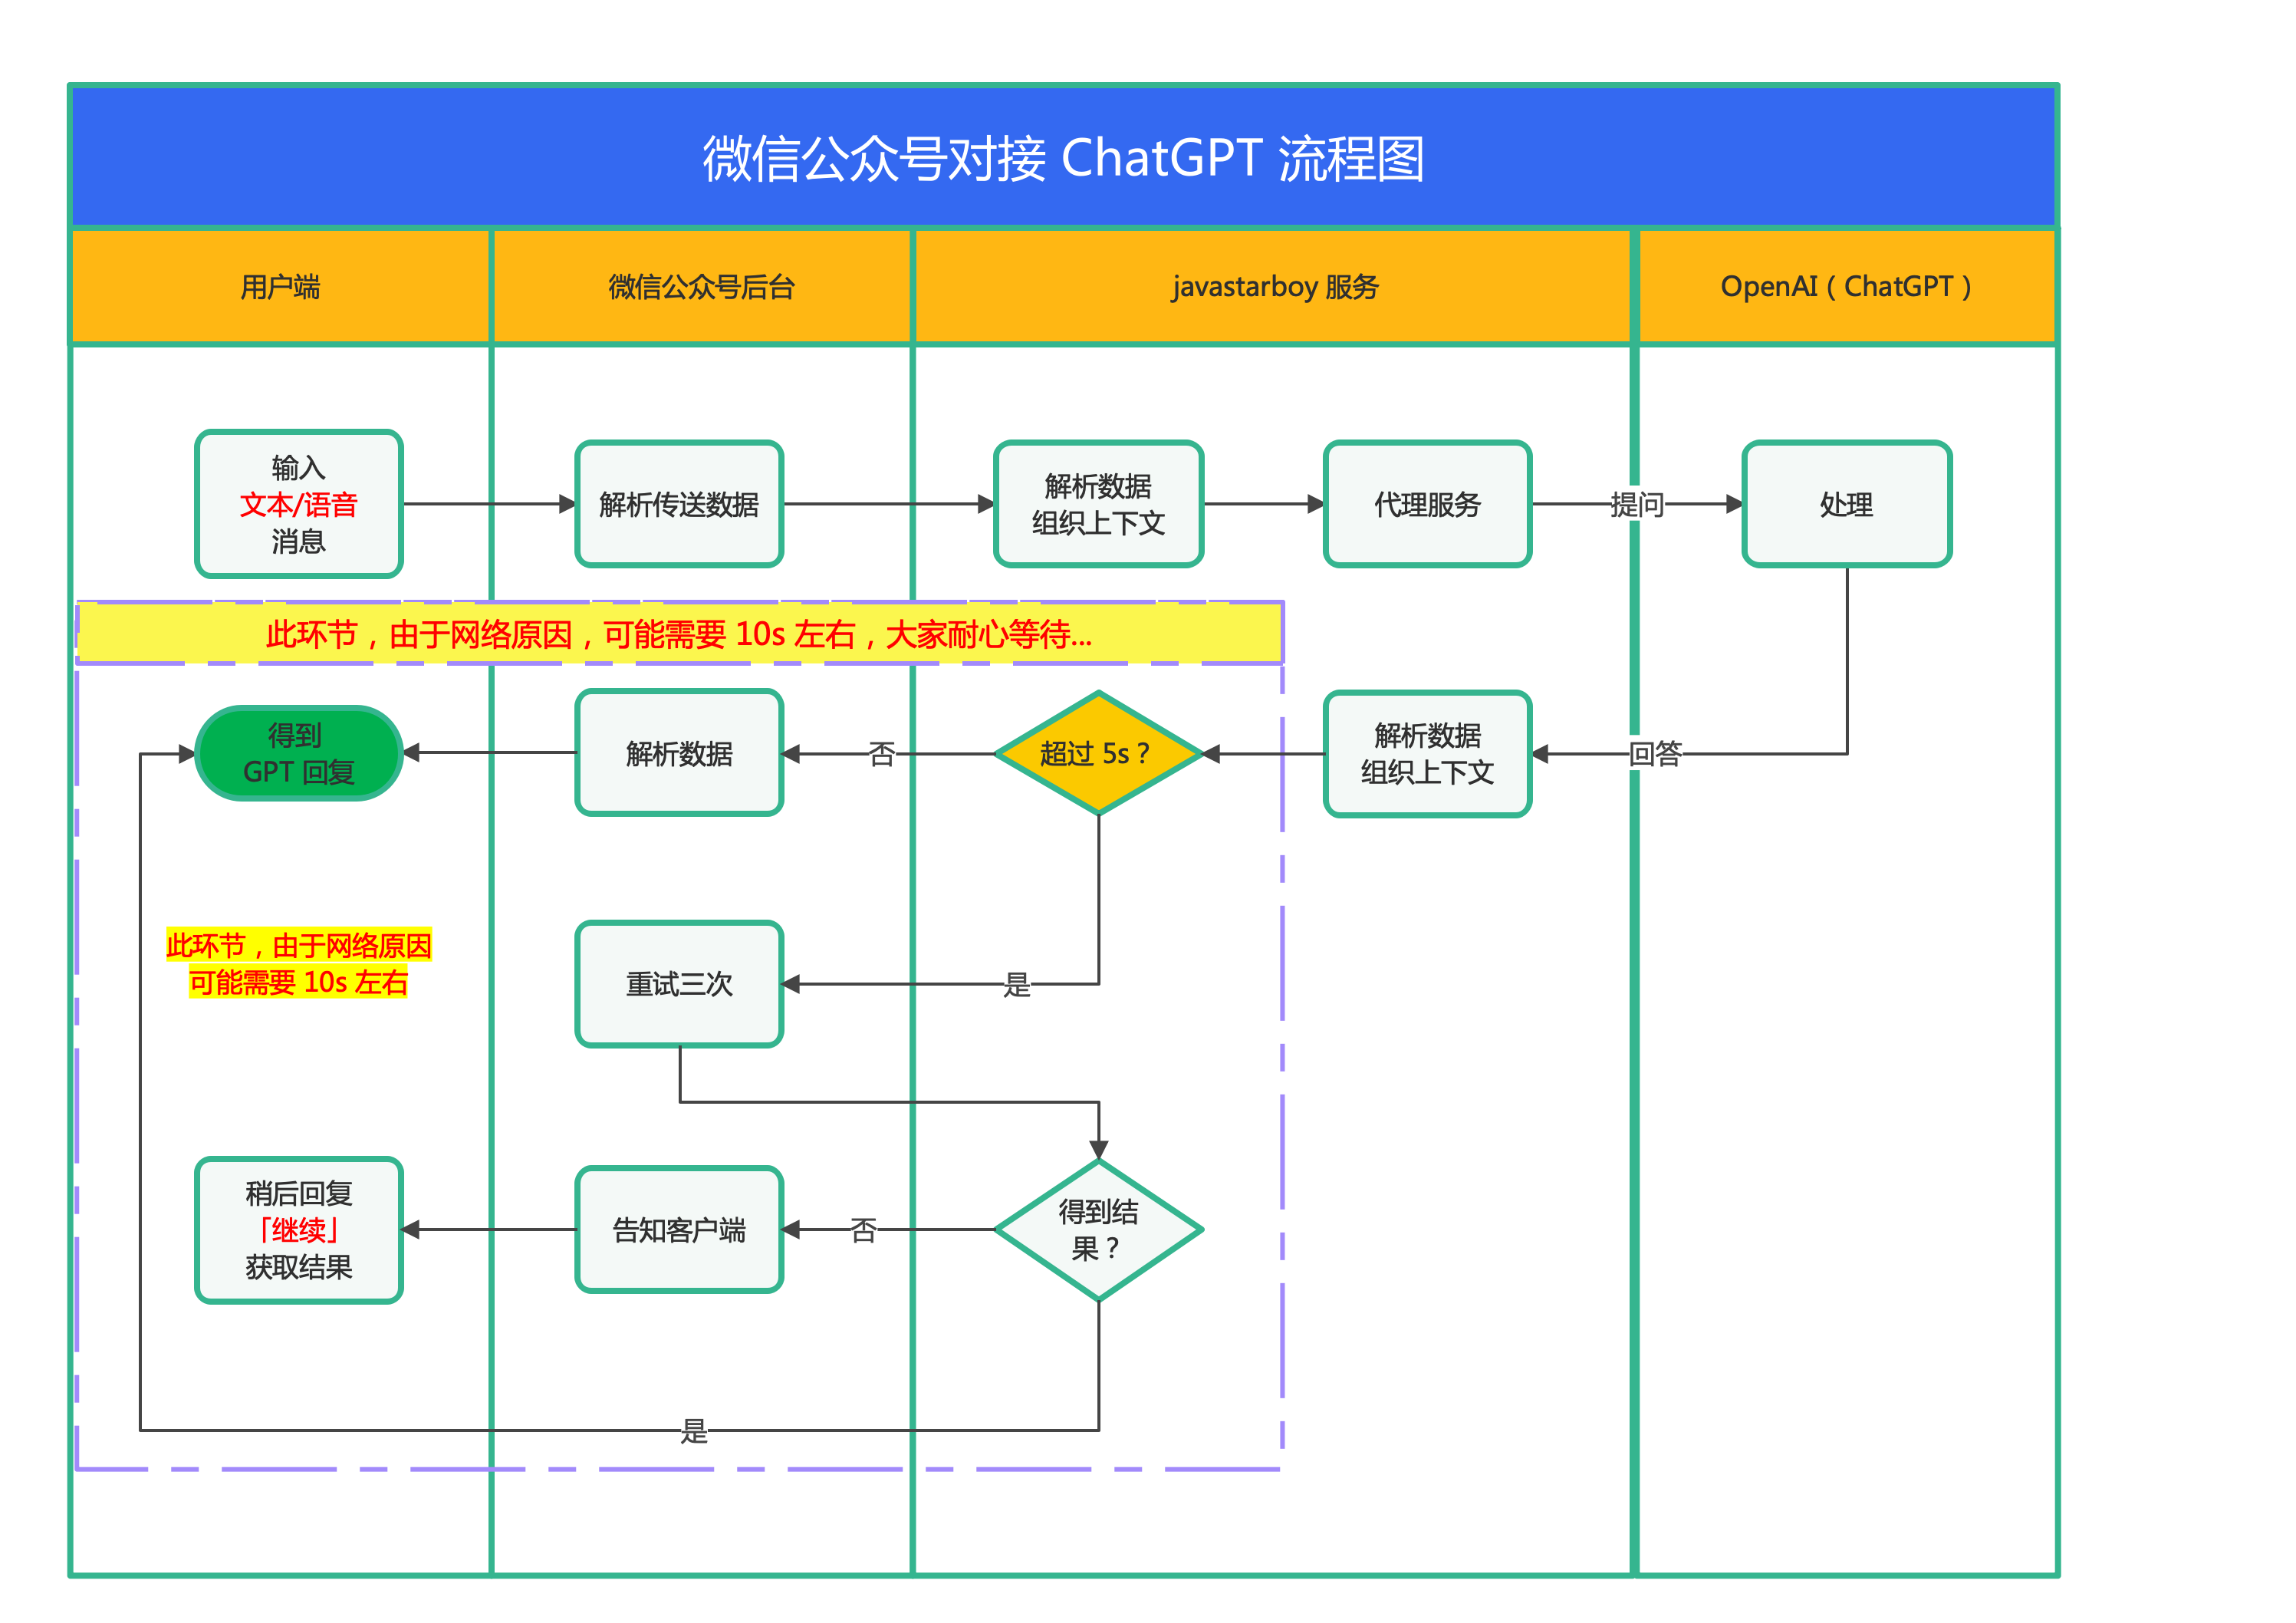 微信公众号对接 ChatGPT 流程图
用户端
微信公众号后台
javastarboy 服务
OpenAI（ChatGPT）
输入
文本/语音
消息
解析传送数据
解析数据
组织上下文
代理服务
提问
处理
此环节，由于网络原因，可能需要 10s 左右，大家耐心等待...
得到
GPT 回复
解析数据
否
超过 5s？
解析数据
组织上下文
回答
此环节，由于网络原因
可能需要 10s 左右
重试三次
是
稍后回复
「继续」
获取结果
告知客户端
否
得到结
果？
是